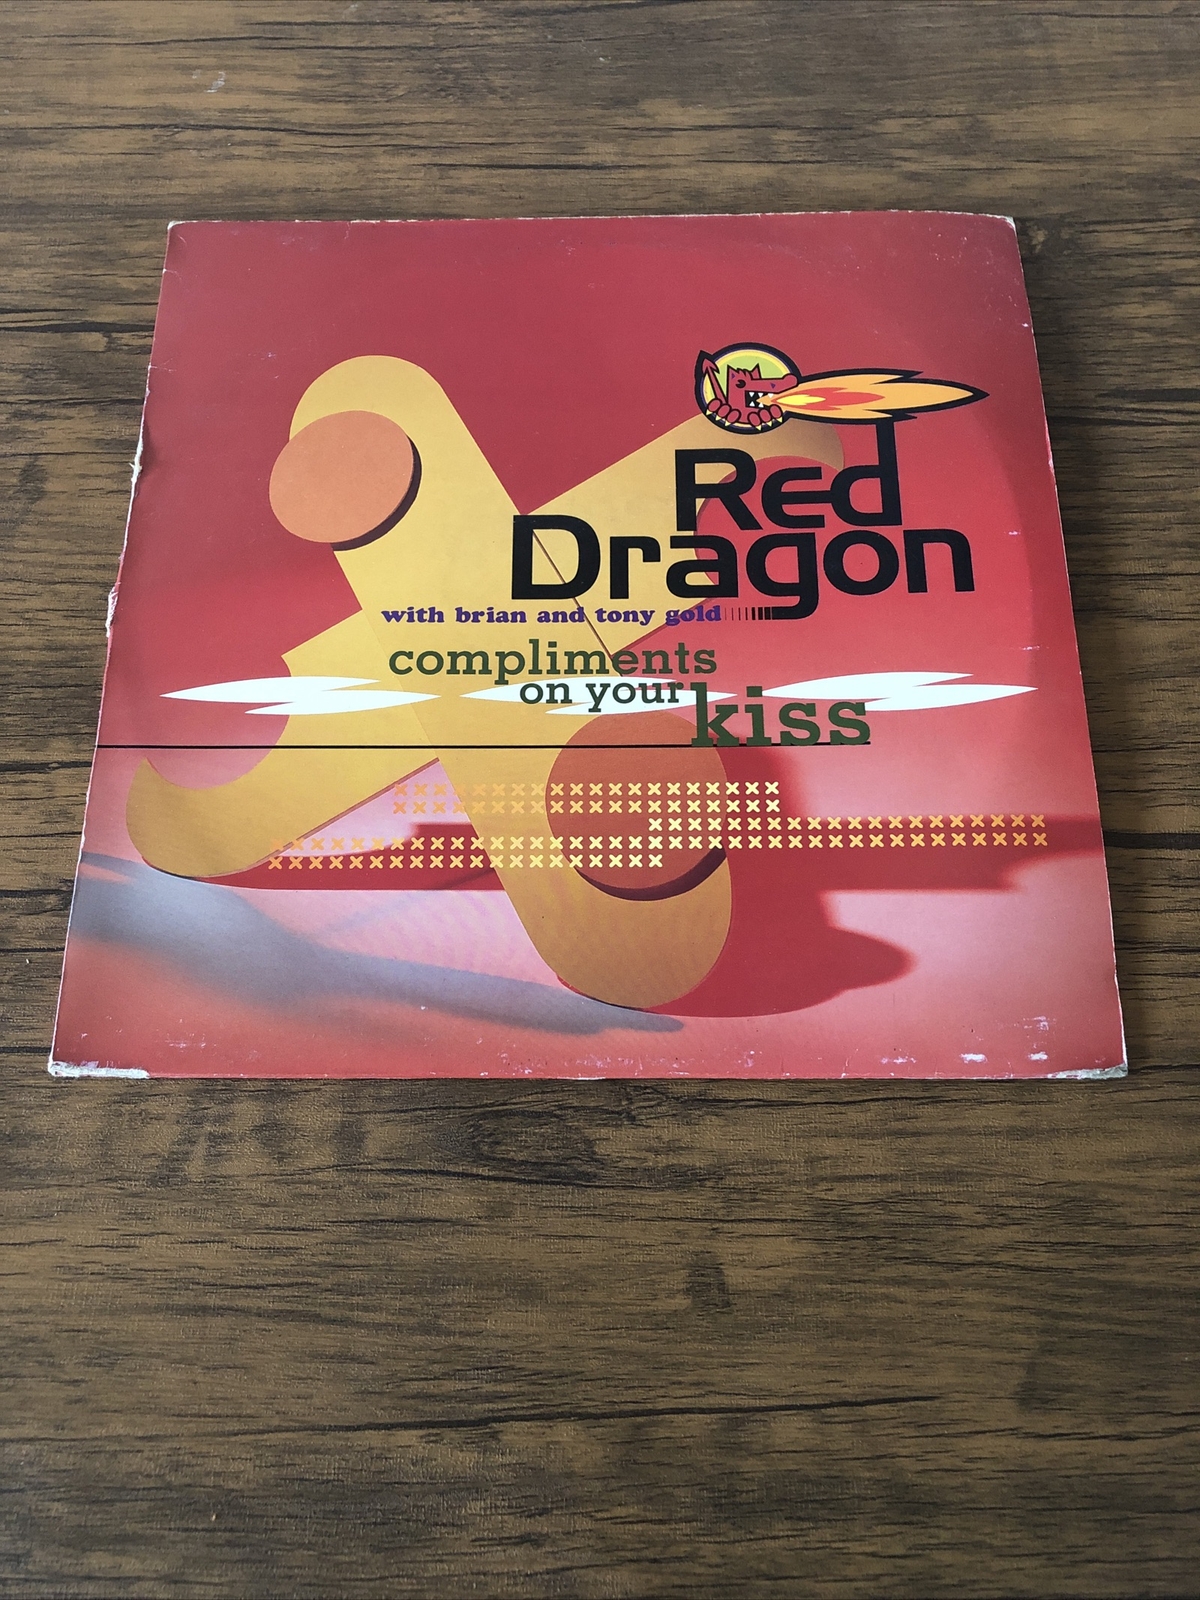 Red
Dragon
with brian and tony gold
compliments
on your
kiss